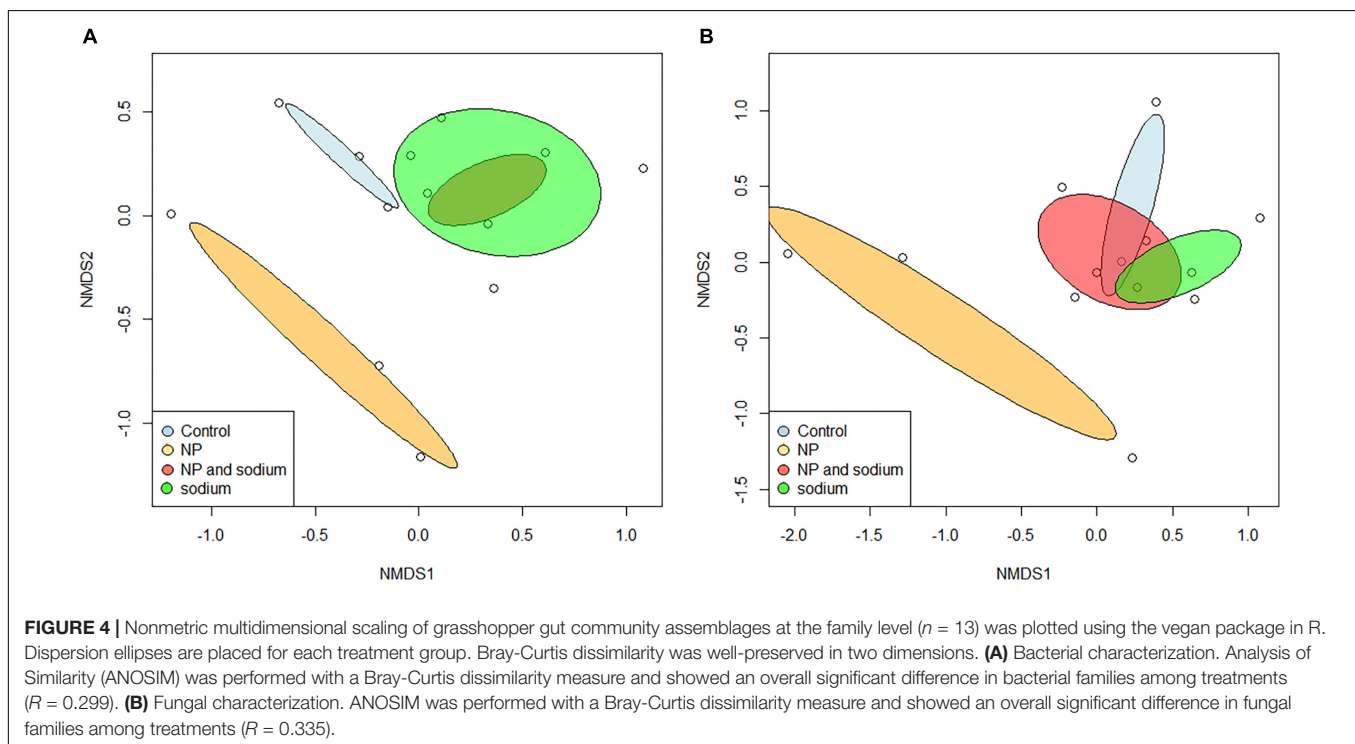 A
B
0.5
0.0
-0.5
-1.0
NMDS2
-1.0 -0.5 0.0 0.5 1.0
NMDS1
Control
NP
NP and sodium
sodium
1.0
0.5
0.0
-0.5
-1.0
-1.5
NMDS2
-2.0 -1.5 -1.0 -0.5 0.0 0.5 1.0
NMDS1
Control
NP
NP and sodium
sodium
FIGURE 4 | Nonmetric multidimensional scaling of grasshopper gut community assemblages at the family level (n = 13) was plotted using the vegan package in R.
Dispersion ellipses are placed for each treatment group. Bray-Curtis dissimilarity was well-preserved in two dimensions. (A) Bacterial characterization. Analysis of
Similarity (ANOSIM) was performed with a Bray-Curtis dissimilarity measure and showed an overall significant difference in bacterial families among treatments
(R = 0.299). (B) Fungal characterization. ANOSIM was performed with a Bray-Curtis dissimilarity measure and showed an overall significant difference in fungal
families among treatments (R = 0.335).